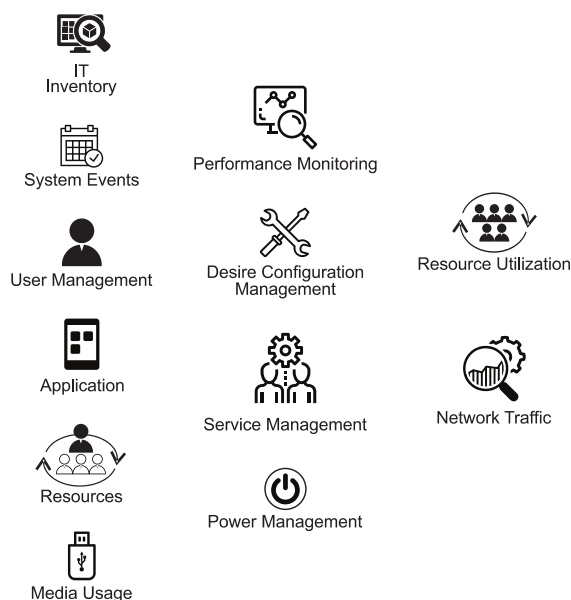 IT
Inventory
System Events
User Management
Application
Resources
Media Usage
Performance Monitoring
Desire Configuration
Management
Service Management
Power Management
Resource Utilization
Network Traffic